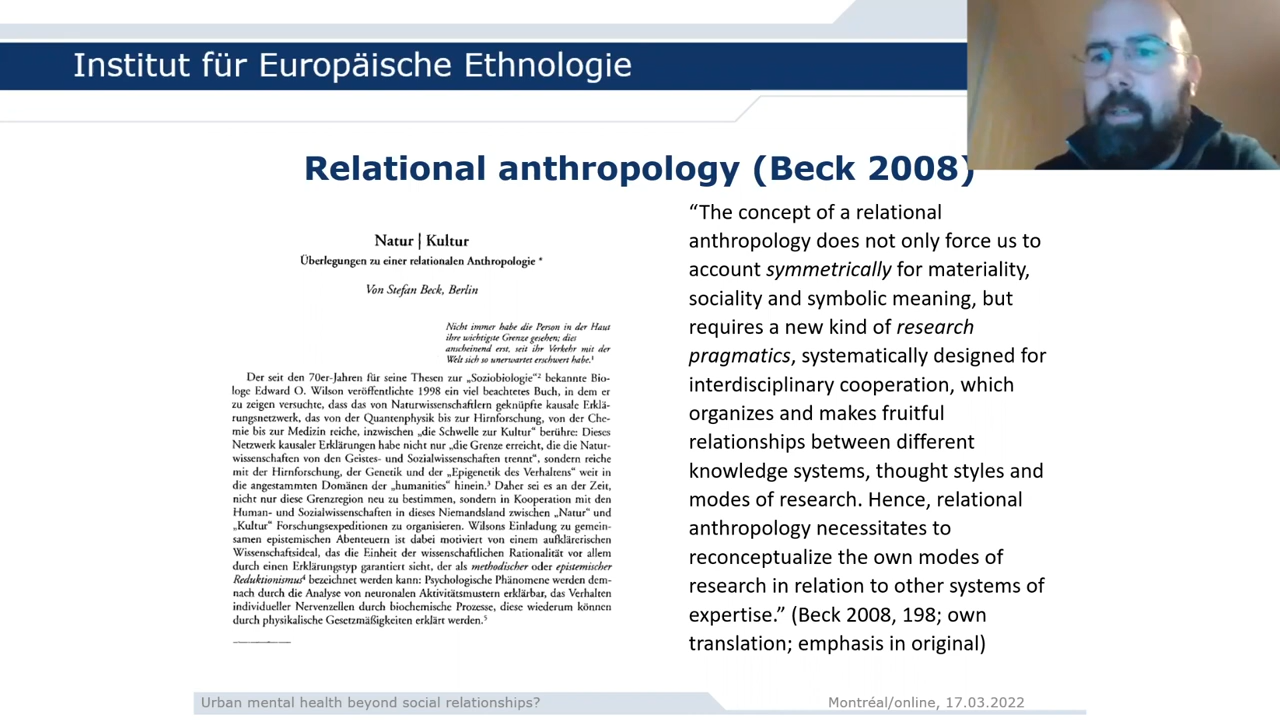 Institut für Europäische Ethnologie
Relational anthropology (Beck 2008)
Natur | Kultur
Überlegungen zu einer relationalen Anthropologie *
Von Stefan Beck, Berlin
Nicht immer habe die Person in der Haut
ihre wichtigste Grenze gesehen; dies
anscheinend erst, seit ihr Verkehr mit der
Welt sich so unerwartet erschwert habe.¹
Der seit den 70er-Jahren für seine Thesen zur „Soziobiologie“² bekannte Bio-
loge Edward O. Wilson veröffentlichte 1998 ein viel beachtetes Buch, in dem er
zu zeigen versuchte, dass das von Naturwissenschaftlern geknüpfte kausale Erklä-
rungsnetzwerk, das von der Quantenphysik bis zur Hirnforschung, von der Che-
mie bis zur Medizin reiche, inzwischen „die Schwelle zur Kultur“ berühre: Dieses
Netzwerk kausaler Erklärungen habe nicht nur „die Grenze erreicht, die die Natur-
wissenschaften von den Geistes- und Sozialwissenschaften trennt“, sondern reiche
mit der Hirnforschung, der Genetik und der „Epigenetik des Verhaltens“ weit in
die angestammten Domänen der „humanities“ hinein.³ Daher sei es an der Zeit,
nicht nur diese Grenzregion neu zu bestimmen, sondern in Kooperation mit den
Human- und Sozialwissenschaften in dieses Niemandsland zwischen „Natur“ und
„Kultur“ Forschungsexpeditionen zu organisieren. Wilsons Einladung zu gemein-
samen epistemischen Abenteuern ist dabei motiviert von einem aufklärerischen
Wissenschaftsideal, das die Einheit der wissenschaftlichen Rationalität vor allem
durch einen Erklärungstyp garantiert sieht, der als methodischer oder epistemischer
Reduktionismus⁴ bezeichnet werden kann: Psychologische Phänomene werden dem-
nach durch die Analyse von neuronalen Aktivitätsmustern erklärbar, das Verhalten
individueller Nervenzellen durch biochemische Prozesse, diese wiederum können
durch physikalische Gesetzmäßigkeiten erklärt werden.⁵
“The concept of a relational
anthropology does not only force us to
account symmetrically for materiality,
sociality and symbolic meaning, but
requires a new kind of research
pragmatics, systematically designed for
interdisciplinary cooperation, which
organizes and makes fruitful
relationships between different
knowledge systems, thought styles and
modes of research. Hence, relational
anthropology necessitates to
reconceptualize the own modes of
research in relation to other systems of
expertise.” (Beck 2008, 198; own
translation; emphasis in original)
Urban mental health beyond social relationships?
Montréal/online, 17.03.2022